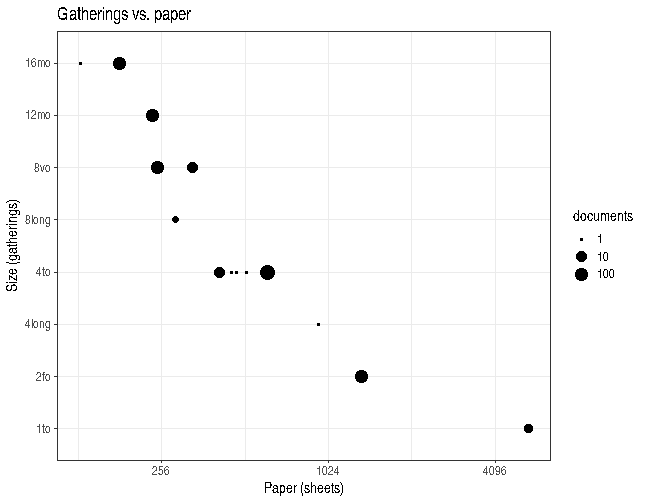 Gatherings vs. paper
Size (gatherings)
16mo
12mo
8vo
8long
4to
4long
2fo
1to
256
1024
4096
Paper (sheets)
documents
1
10
100